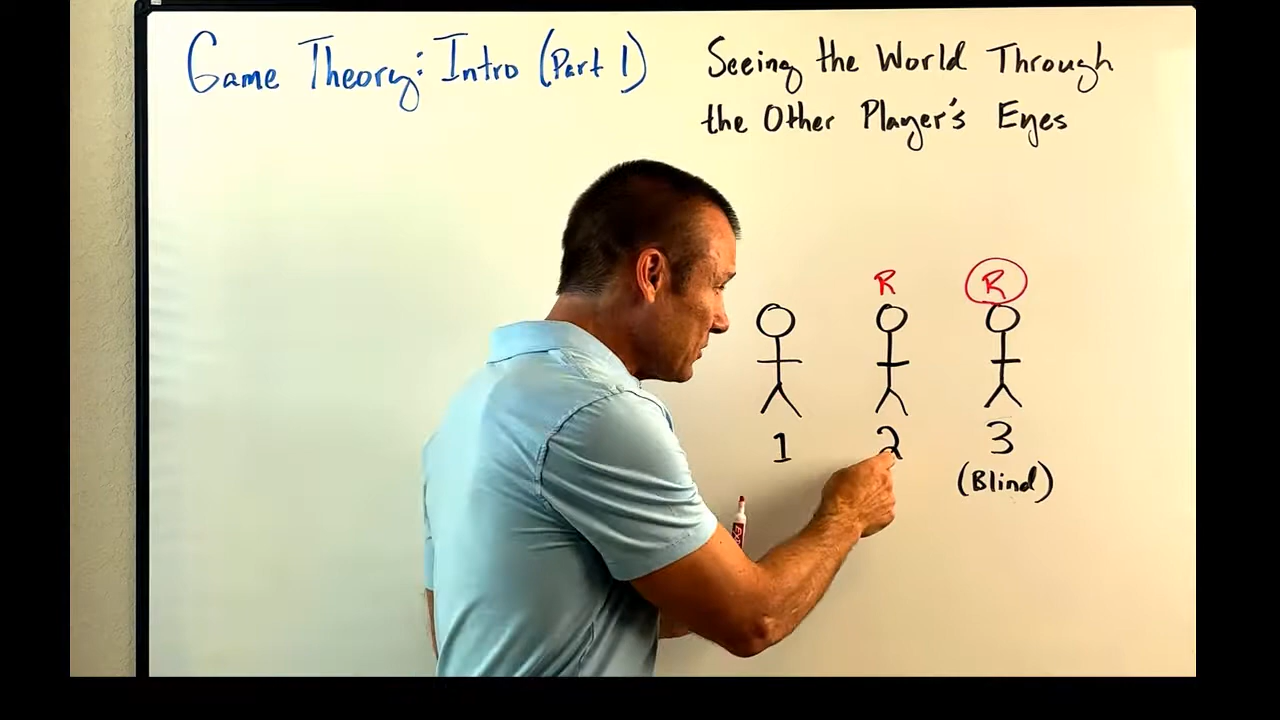 Game Theory: Intro (Part 1)
Seeing the World Through
the Other Player's Eyes
R R
1 2 3
(Blind)